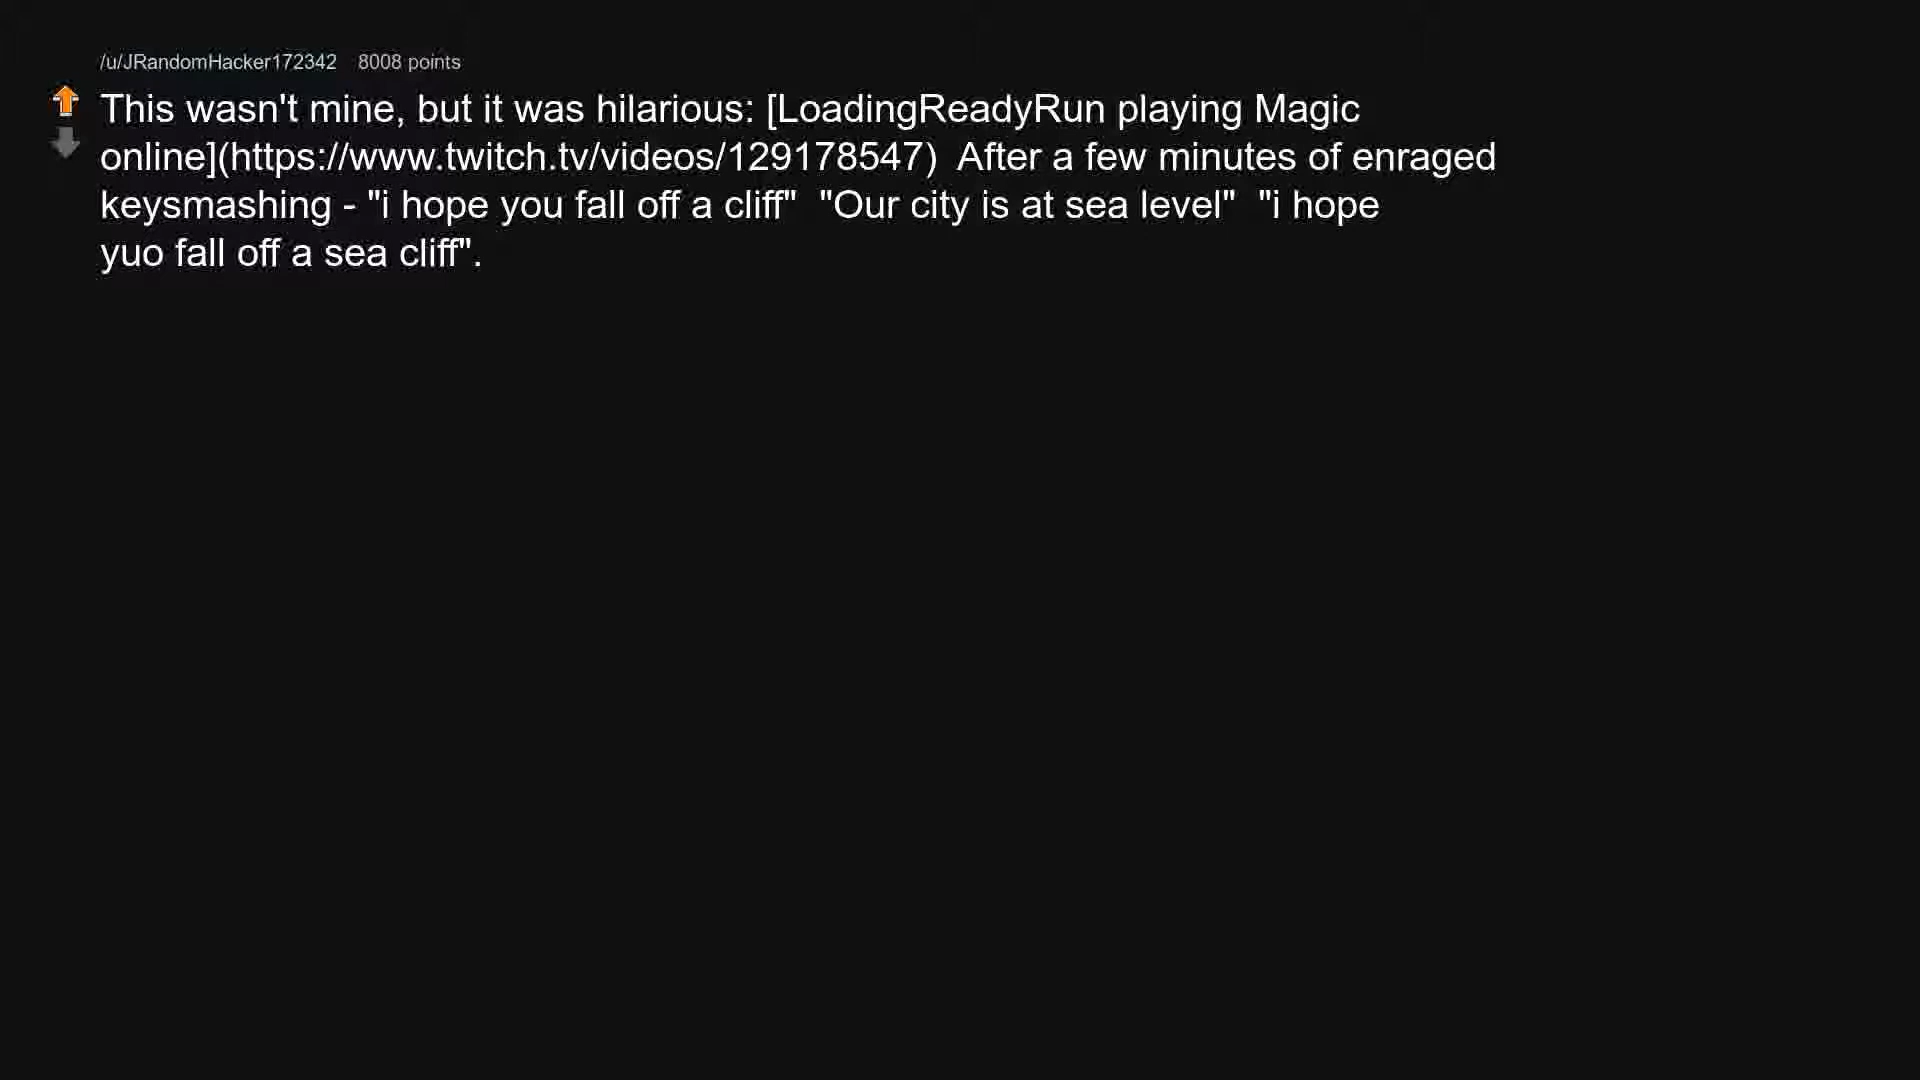 /u/JRandomHacker172342 8008 points
This wasn't mine, but it was hilarious: [LoadingReadyRun playing Magic
online](https://www.twitch.tv/videos/129178547)  After a few minutes of enraged
keysmashing - "i hope you fall off a cliff"  "Our city is at sea level"  "i hope
yuo fall off a sea cliff".